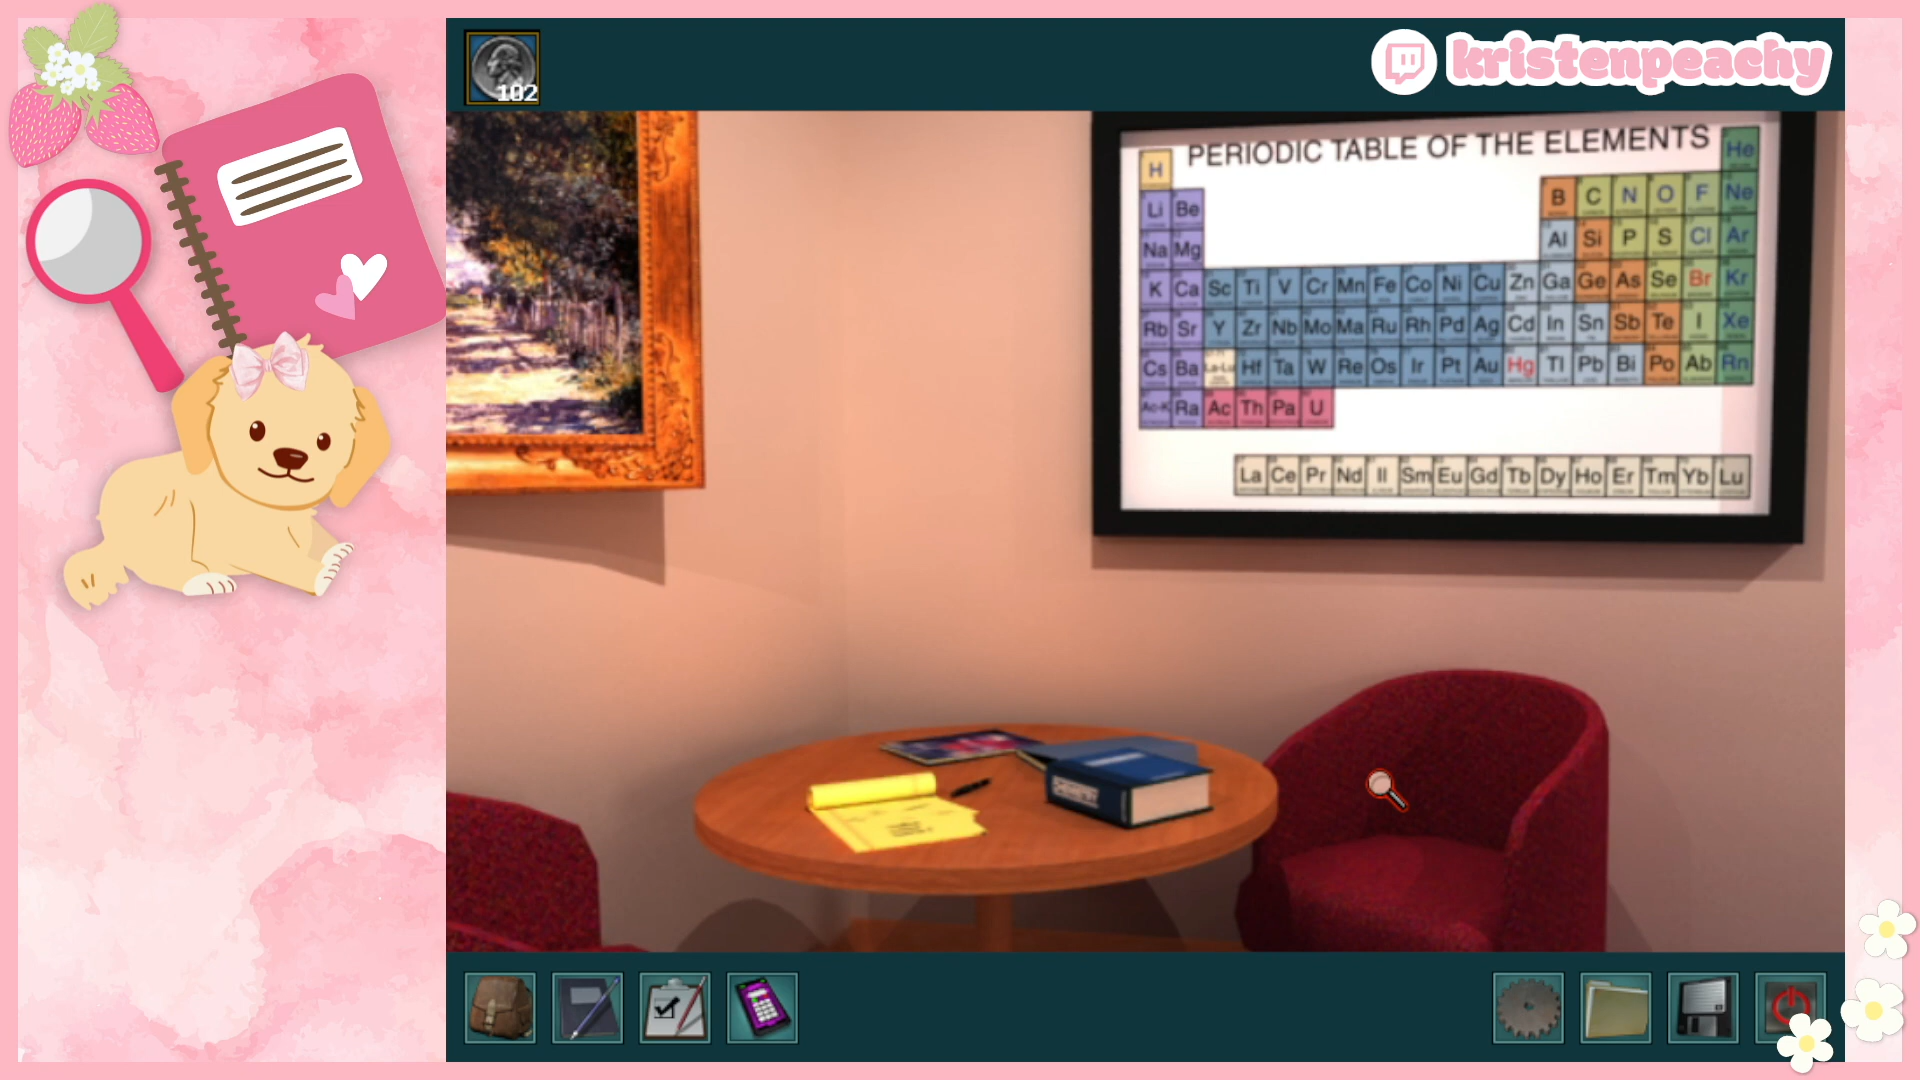 102
kristenpeachy
PERIODIC TABLE OF THE ELEMENTS
H He
Li Be B C N O F Ne
Na Mg Al Si P S Cl Ar
K Ca Sc Ti V Cr Mn Fe Co Ni Cu Zn Ga Ge As Se Br Kr
Rb Sr Y Zr Nb Mo Ma Ru Rh Pd Ag Cd In Sn Sb Te I Xe
Cs Ba La-Lu Hf Ta W Re Os Ir Pt Au Hg Tl Pb Bi Po Ab Rn
Ra Ac Th Pa U
La Ce Pr Nd Il Sm Eu Gd Tb Dy Ho Er Tm Yb Lu